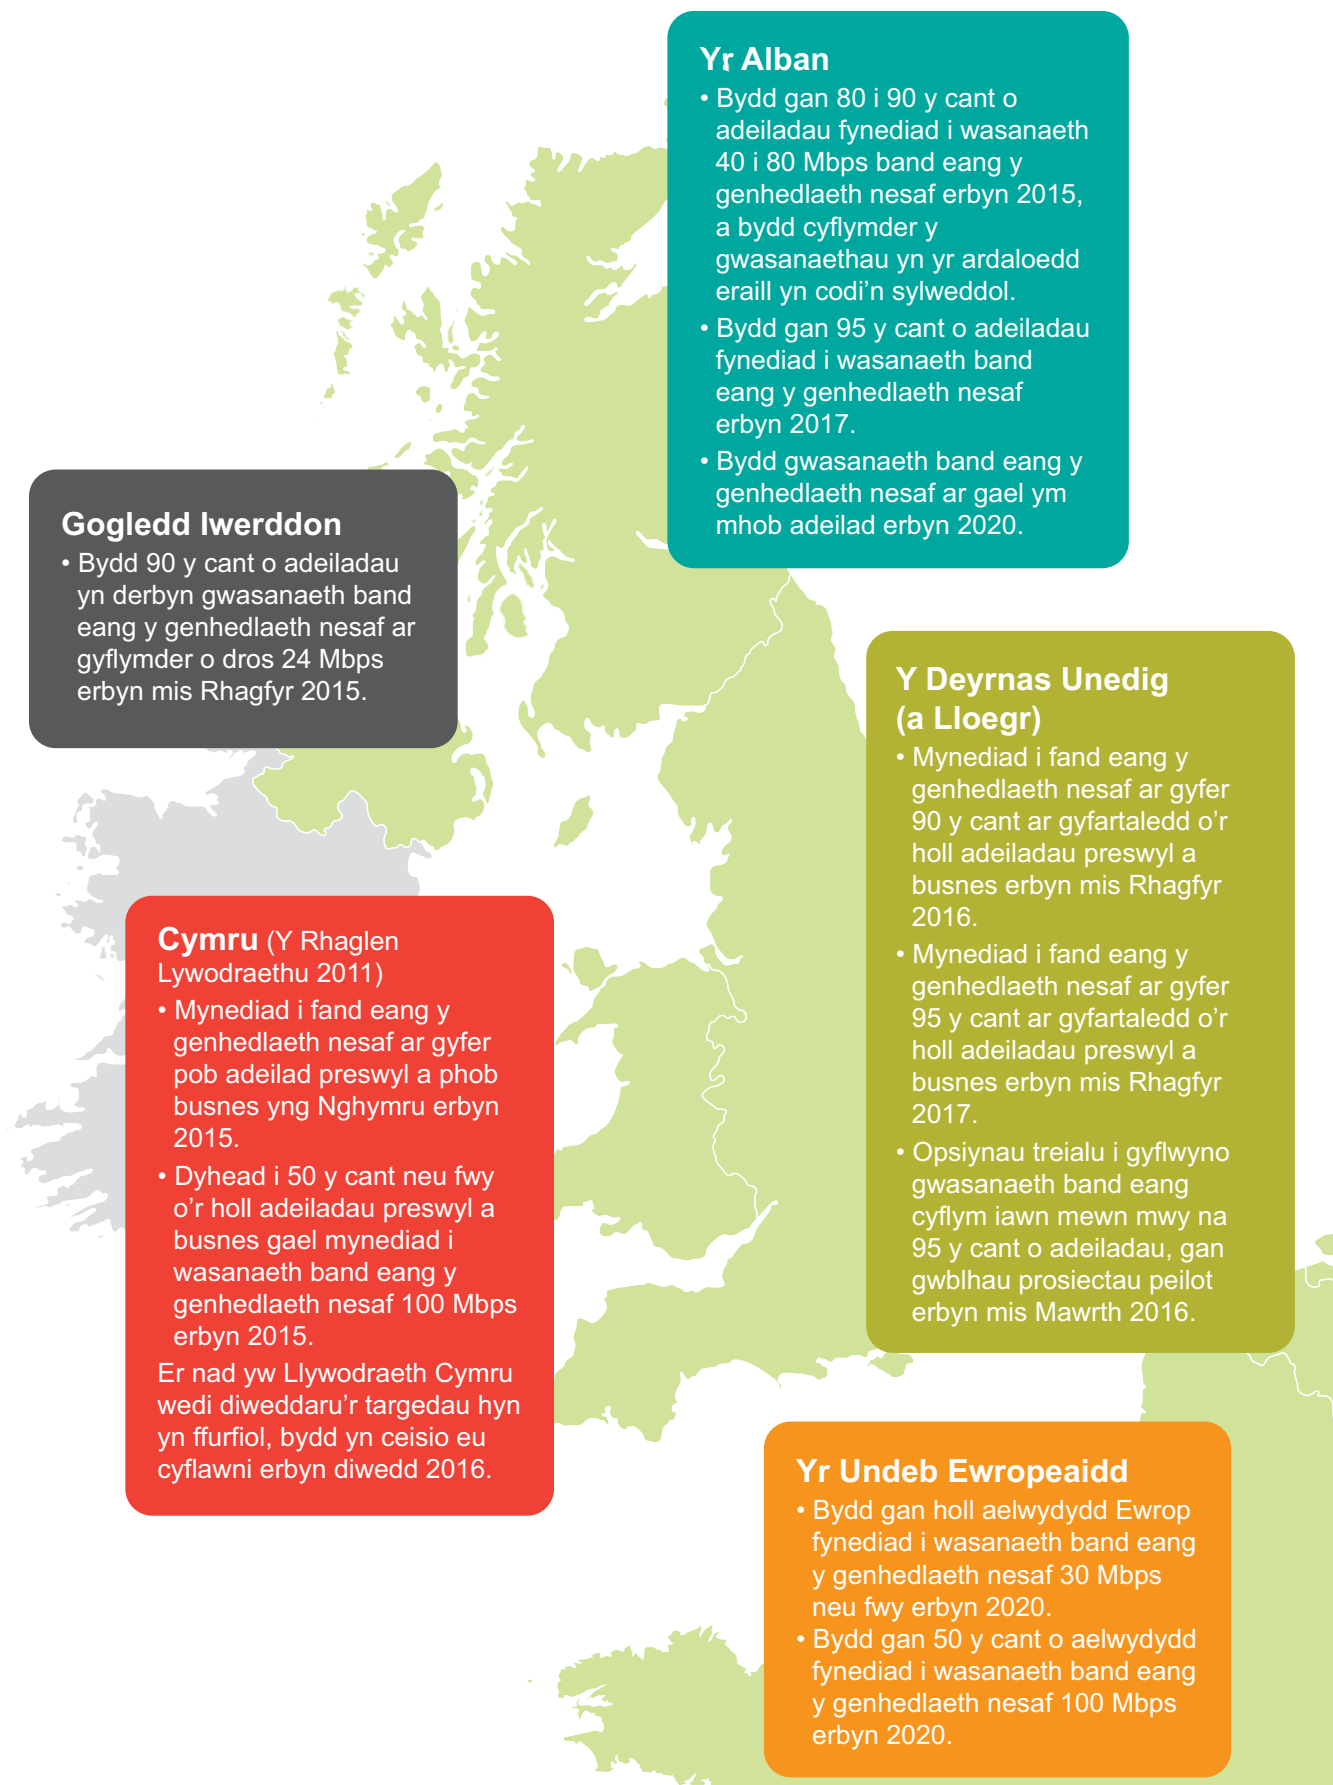 Yr Alban
• Bydd gan 80 i 90 y cant o
adeiladau fynediad i wasanaeth
40 i 80 Mbps band eang y
genhedlaeth nesaf erbyn 2015,
a bydd cyflymder y
gwasanaethau yn yr ardaloedd
eraill yn codi’n sylweddol.
• Bydd gan 95 y cant o adeiladau
fynediad i wasanaeth band
eang y genhedlaeth nesaf
erbyn 2017.
• Bydd gwasanaeth band eang y
genhedlaeth nesaf ar gael ym
mhob adeilad erbyn 2020.
Gogledd Iwerddon
• Bydd 90 y cant o adeiladau
yn derbyn gwasanaeth band
eang y genhedlaeth nesaf ar
gyflymder o dros 24 Mbps
erbyn mis Rhagfyr 2015.
Y Deyrnas Unedig
(a Lloegr)
• Mynediad i fand eang y
genhedlaeth nesaf ar gyfer
90 y cant ar gyfartaledd o’r
holl adeiladau preswyl a
busnes erbyn mis Rhagfyr
2016.
• Mynediad i fand eang y
genhedlaeth nesaf ar gyfer
95 y cant ar gyfartaledd o’r
holl adeiladau preswyl a
busnes erbyn mis Rhagfyr
2017.
• Opsiynau treialu i gyflwyno
gwasanaeth band eang
cyflym iawn mewn mwy na
95 y cant o adeiladau, gan
gwblhau prosiectau peilot
erbyn mis Mawrth 2016.
Cymru (Y Rhaglen
Lywodraethu 2011)
• Mynediad i fand eang y
genhedlaeth nesaf ar gyfer
pob adeilad preswyl a phob
busnes yng Nghymru erbyn
2015.
• Dyhead i 50 y cant neu fwy
o’r holl adeiladau preswyl a
busnes gael mynediad i
wasanaeth band eang y
genhedlaeth nesaf 100 Mbps
erbyn 2015.
Er nad yw Llywodraeth Cymru
wedi diweddaru’r targedau hyn
yn ffurfiol, bydd yn ceisio eu
cyflawni erbyn diwedd 2016.
Yr Undeb Ewropeaidd
• Bydd gan holl aelwydydd Ewrop
fynediad i wasanaeth band eang
y genhedlaeth nesaf 30 Mbps
neu fwy erbyn 2020.
• Bydd gan 50 y cant o aelwydydd
fynediad i wasanaeth band eang
y genhedlaeth nesaf 100 Mbps
erbyn 2020.